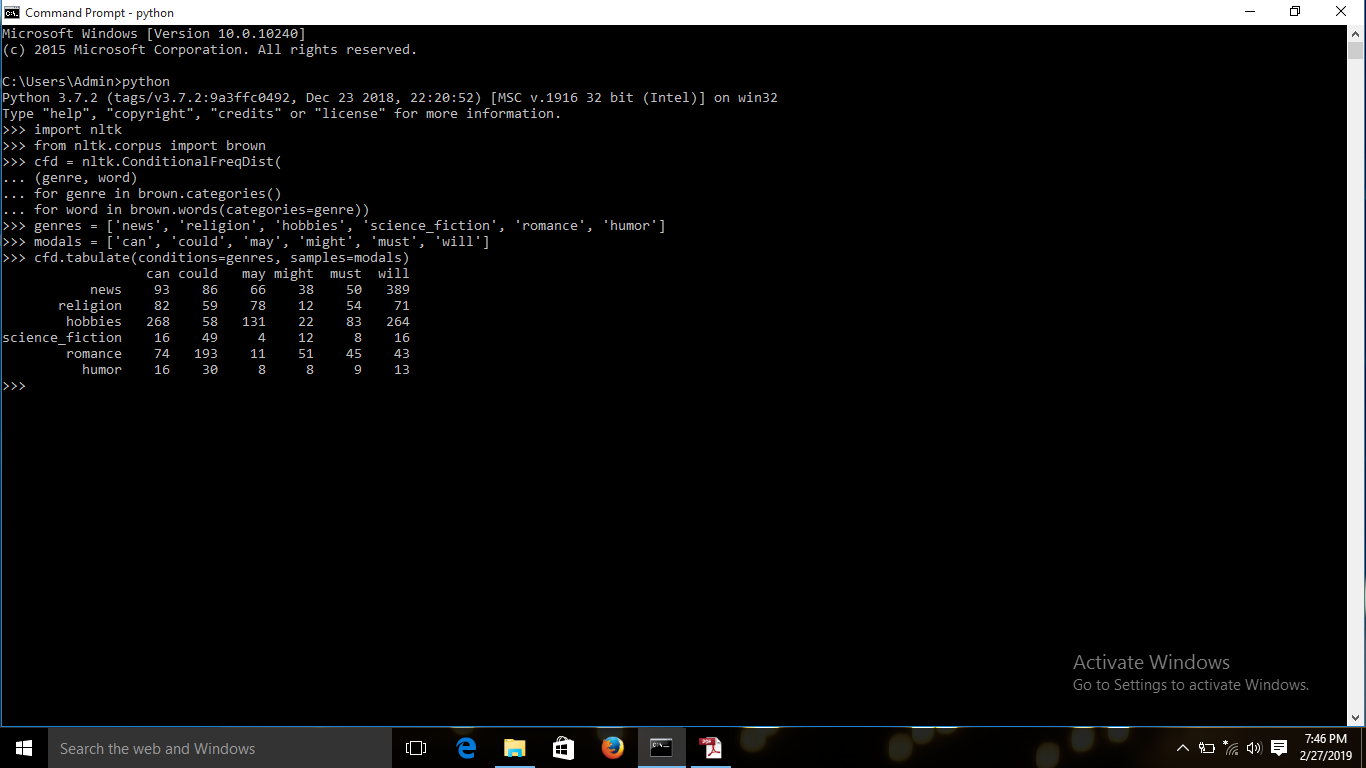 Command Prompt - python
Microsoft Windows [Version 10.0.10240]
(c) 2015 Microsoft Corporation. All rights reserved.
C:\Users\Admin>python
Python 3.7.2 (tags/v3.7.2:9a3ffc0492, Dec 23 2018, 22:20:52) [MSC v.1916 32 bit (Intel)] on win32
Type "help", "copyright", "credits" or "license" for more information.
>>> import nltk
>>> from nltk.corpus import brown
>>> cfd = nltk.ConditionalFreqDist(
... (genre, word)
... for genre in brown.categories()
... for word in brown.words(categories=genre))
>>> genres = ['news', 'religion', 'hobbies', 'science_fiction', 'romance', 'humor']
>>> modals = ['can', 'could', 'may', 'might', 'must', 'will']
>>> cfd.tabulate(conditions=genres, samples=modals)
                  can could   may might  must  will
           news    93    86    66    38    50   389
       religion    82    59    78    12    54    71
        hobbies   268    58   131    22    83   264
science_fiction    16    49     4    12     8    16
        romance    74   193    11    51    45    43
          humor    16    30     8     8     9    13
>>>
Activate Windows
Go to Settings to activate Windows.
Search the web and Windows
7:46 PM
2/27/2019